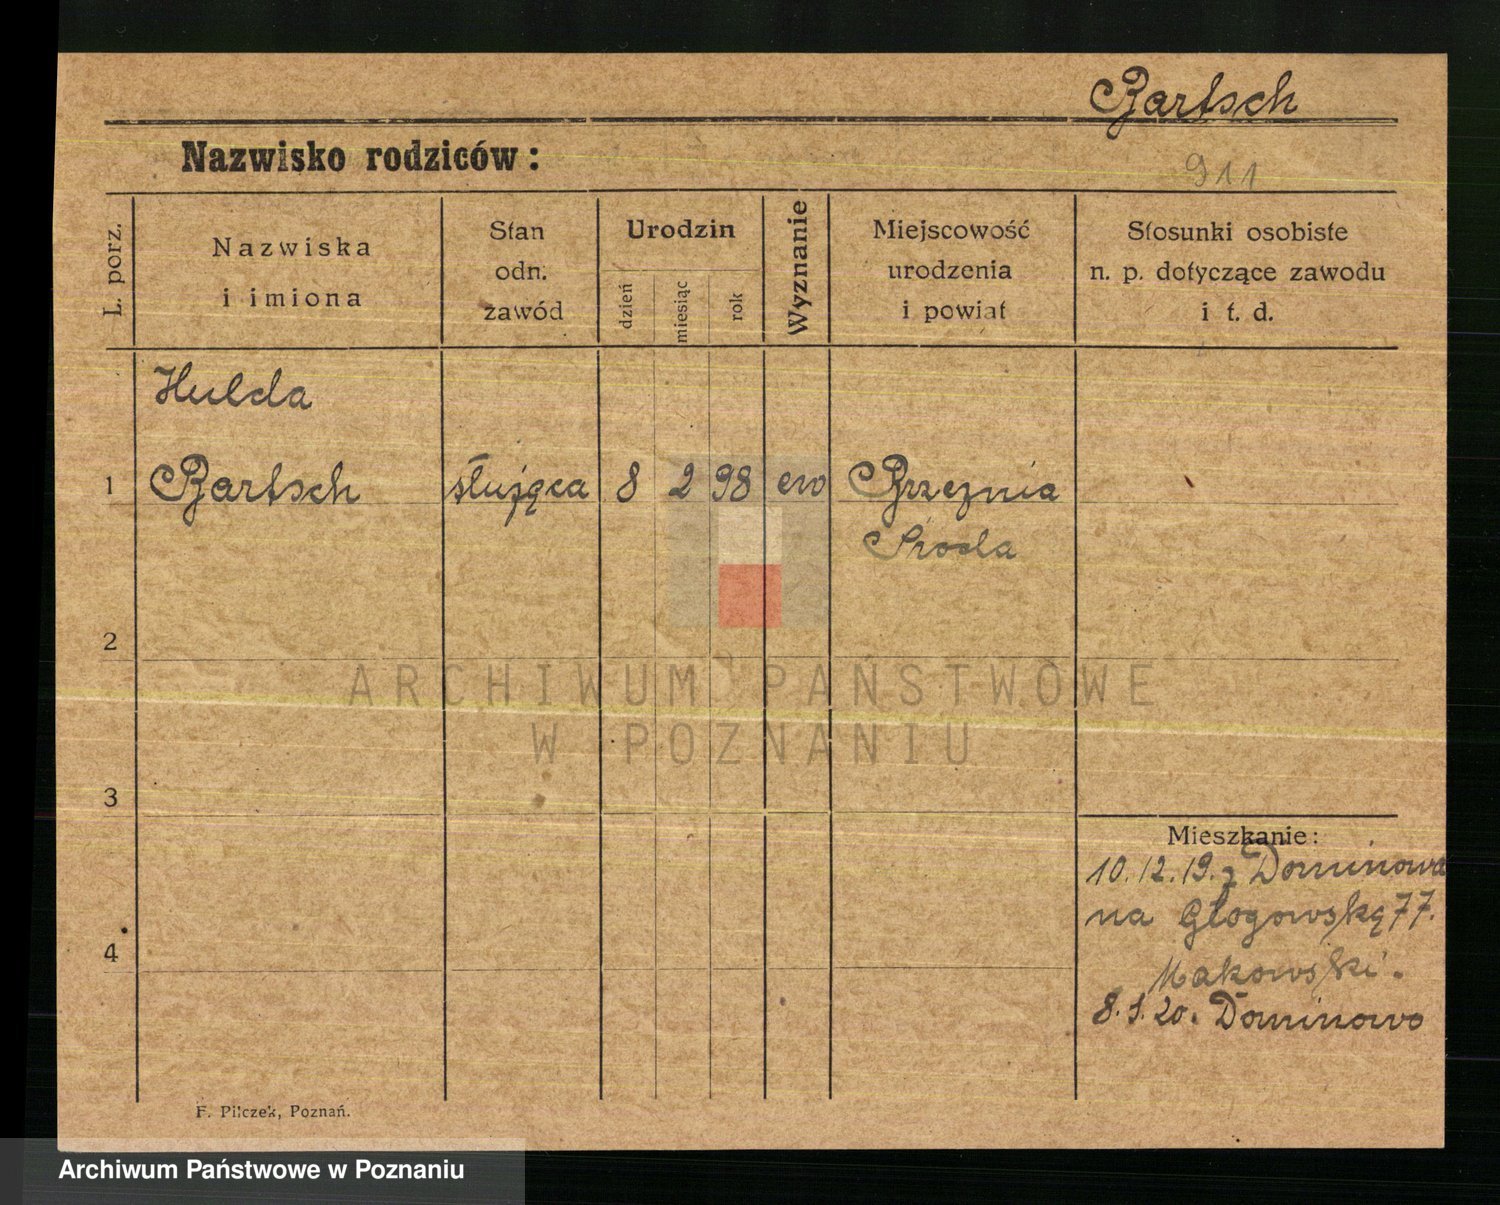 Bartsch
Nazwisko rodziców:
911
L. porz.
Nazwiska
i imiona
Stan
odn.
zawód
Urodzin
dzień
miesiąc
rok
Wyznanie
Miejscowość
urodzenia
i powiat
Stosunki osobiste
n. p. dotyczące zawodu
i t. d.
Hulda
1 Bartsch służąca 8 2 98 ew Brzeznia
Sroda
2
ARCHIWUM PAŃSTWOWE
W POZNANIU
3
Mieszkanie:
10.12.19. z Dominowa
na Głogowską 77.
4
Makowski.
8.1.20. Dominowo
F. Pilczek, Poznań.
Archiwum Państwowe w Poznaniu